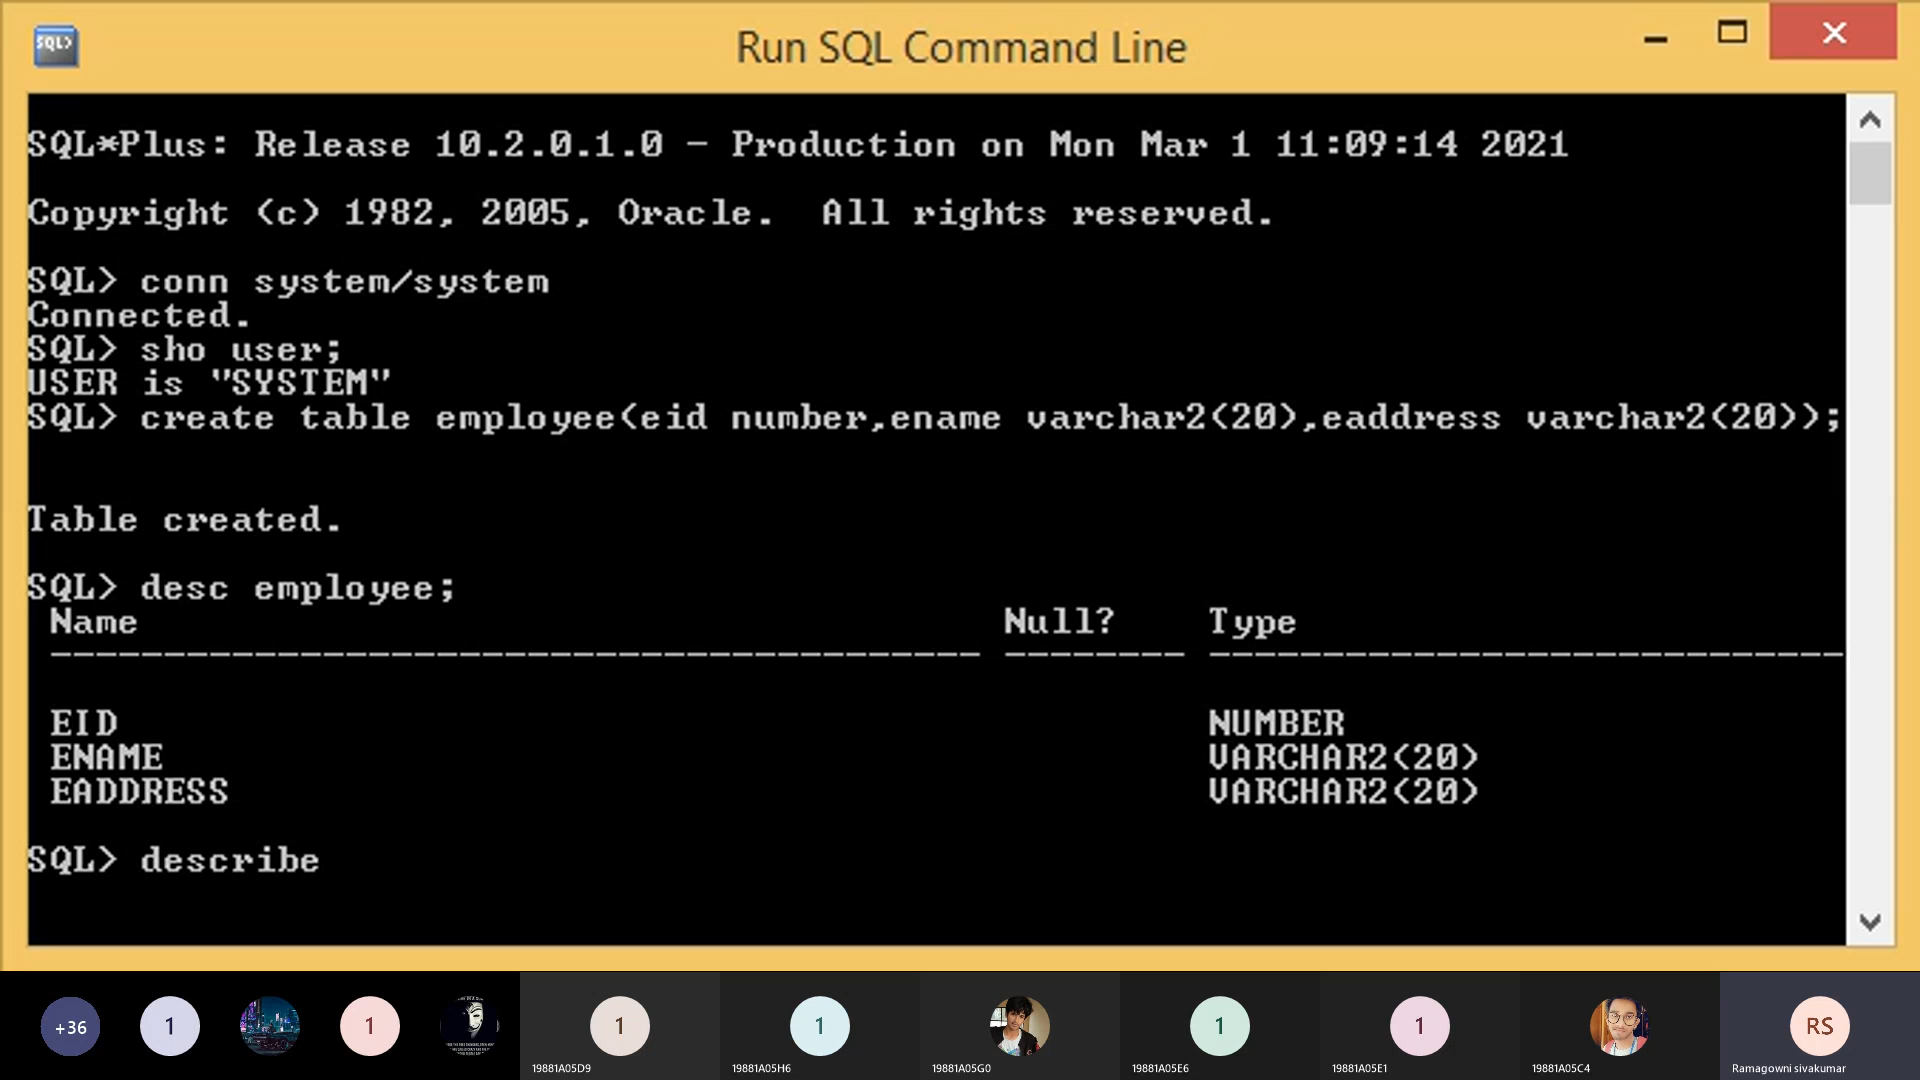 SQL>
Run SQL Command Line
SQL*Plus: Release 10.2.0.1.0 - Production on Mon Mar 1 11:09:14 2021
Copyright (c) 1982, 2005, Oracle.  All rights reserved.
SQL> conn system/system
Connected.
SQL> sho user;
USER is "SYSTEM"
SQL> create table employee(eid number,ename varchar2(20),eaddress varchar2(20));
Table created.
SQL> desc employee;
Name Null? Type
---------------------------------------- -------- ----------------------------
EID NUMBER
ENAME VARCHAR2(20)
EADDRESS VARCHAR2(20)
SQL> describe
+36 1 1 1 1 1 1 RS
19881A05D9 19881A05H6 19881A05G0 19881A05E6 19881A05E1 19881A05C4 Ramagowni sivakumar